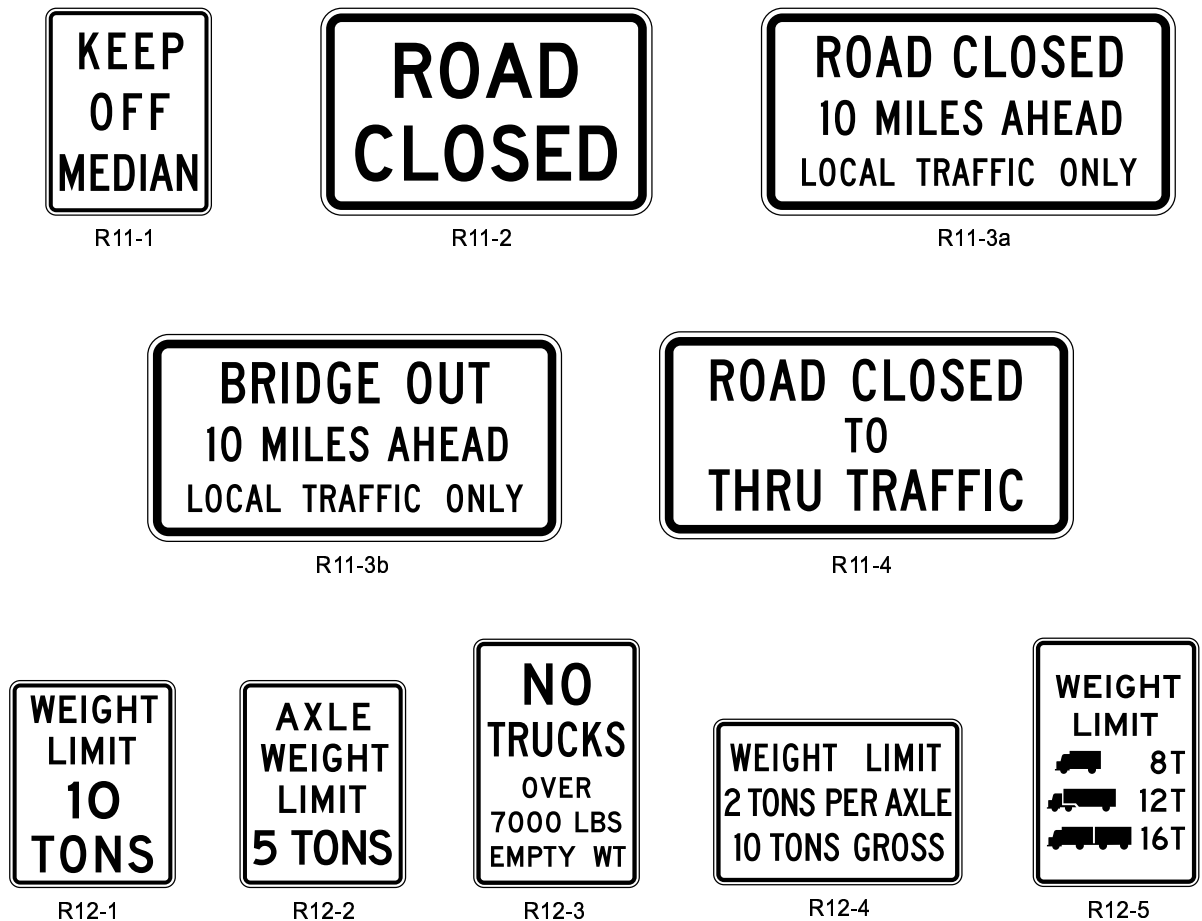 KEEP
OFF
MEDIAN
R11-1
ROAD
CLOSED
R11-2
ROAD CLOSED
10 MILES AHEAD
LOCAL TRAFFIC ONLY
R11-3a
BRIDGE OUT
10 MILES AHEAD
LOCAL TRAFFIC ONLY
R11-3b
ROAD CLOSED
TO
THRU TRAFFIC
R11-4
WEIGHT
LIMIT
10
TONS
R12-1
AXLE
WEIGHT
LIMIT
5 TONS
R12-2
NO
TRUCKS
OVER
7000 LBS
EMPTY WT
R12-3
WEIGHT LIMIT
2 TONS PER AXLE
10 TONS GROSS
R12-4
WEIGHT
LIMIT
8T
12T
16T
R12-5